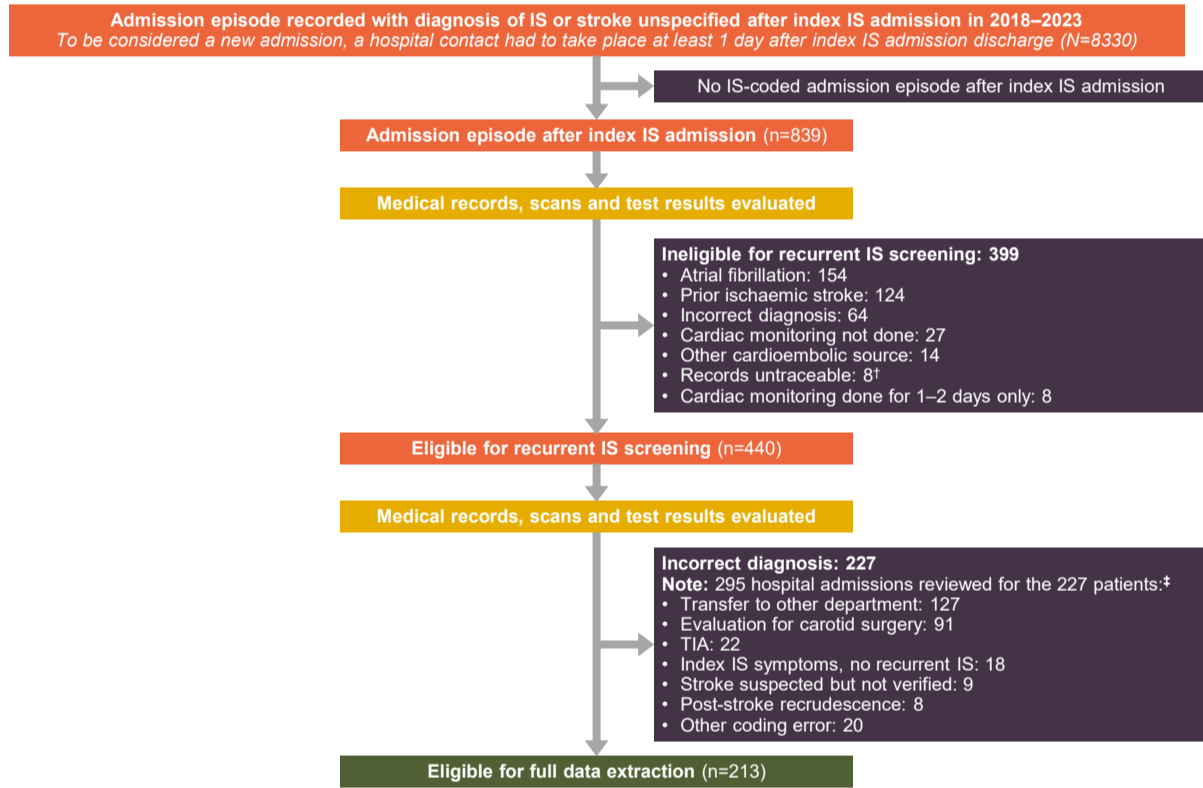 Admission episode recorded with diagnosis of IS or stroke unspecified after index IS admission in 2018–2023
To be considered a new admission, a hospital contact had to take place at least 1 day after index IS admission discharge (N=8330)
No IS-coded admission episode after index IS admission
Admission episode after index IS admission (n=839)
Medical records, scans and test results evaluated
Ineligible for recurrent IS screening: 399
• Atrial fibrillation: 154
• Prior ischaemic stroke: 124
• Incorrect diagnosis: 64
• Cardiac monitoring not done: 27
• Other cardioembolic source: 14
• Records untraceable: 8†
• Cardiac monitoring done for 1–2 days only: 8
Eligible for recurrent IS screening (n=440)
Medical records, scans and test results evaluated
Incorrect diagnosis: 227
Note: 295 hospital admissions reviewed for the 227 patients:‡
• Transfer to other department: 127
• Evaluation for carotid surgery: 91
• TIA: 22
• Index IS symptoms, no recurrent IS: 18
• Stroke suspected but not verified: 9
• Post-stroke recrudescence: 8
• Other coding error: 20
Eligible for full data extraction (n=213)